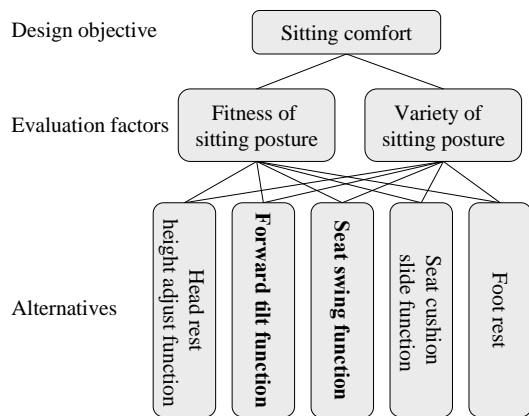 Design objective
Sitting comfort
Evaluation factors
Fitness of
sitting posture
Variety of
sitting posture
Alternatives
Head rest
height adjust function
Forward tilt function
Seat swing function
Seat cushion
slide function
Foot rest